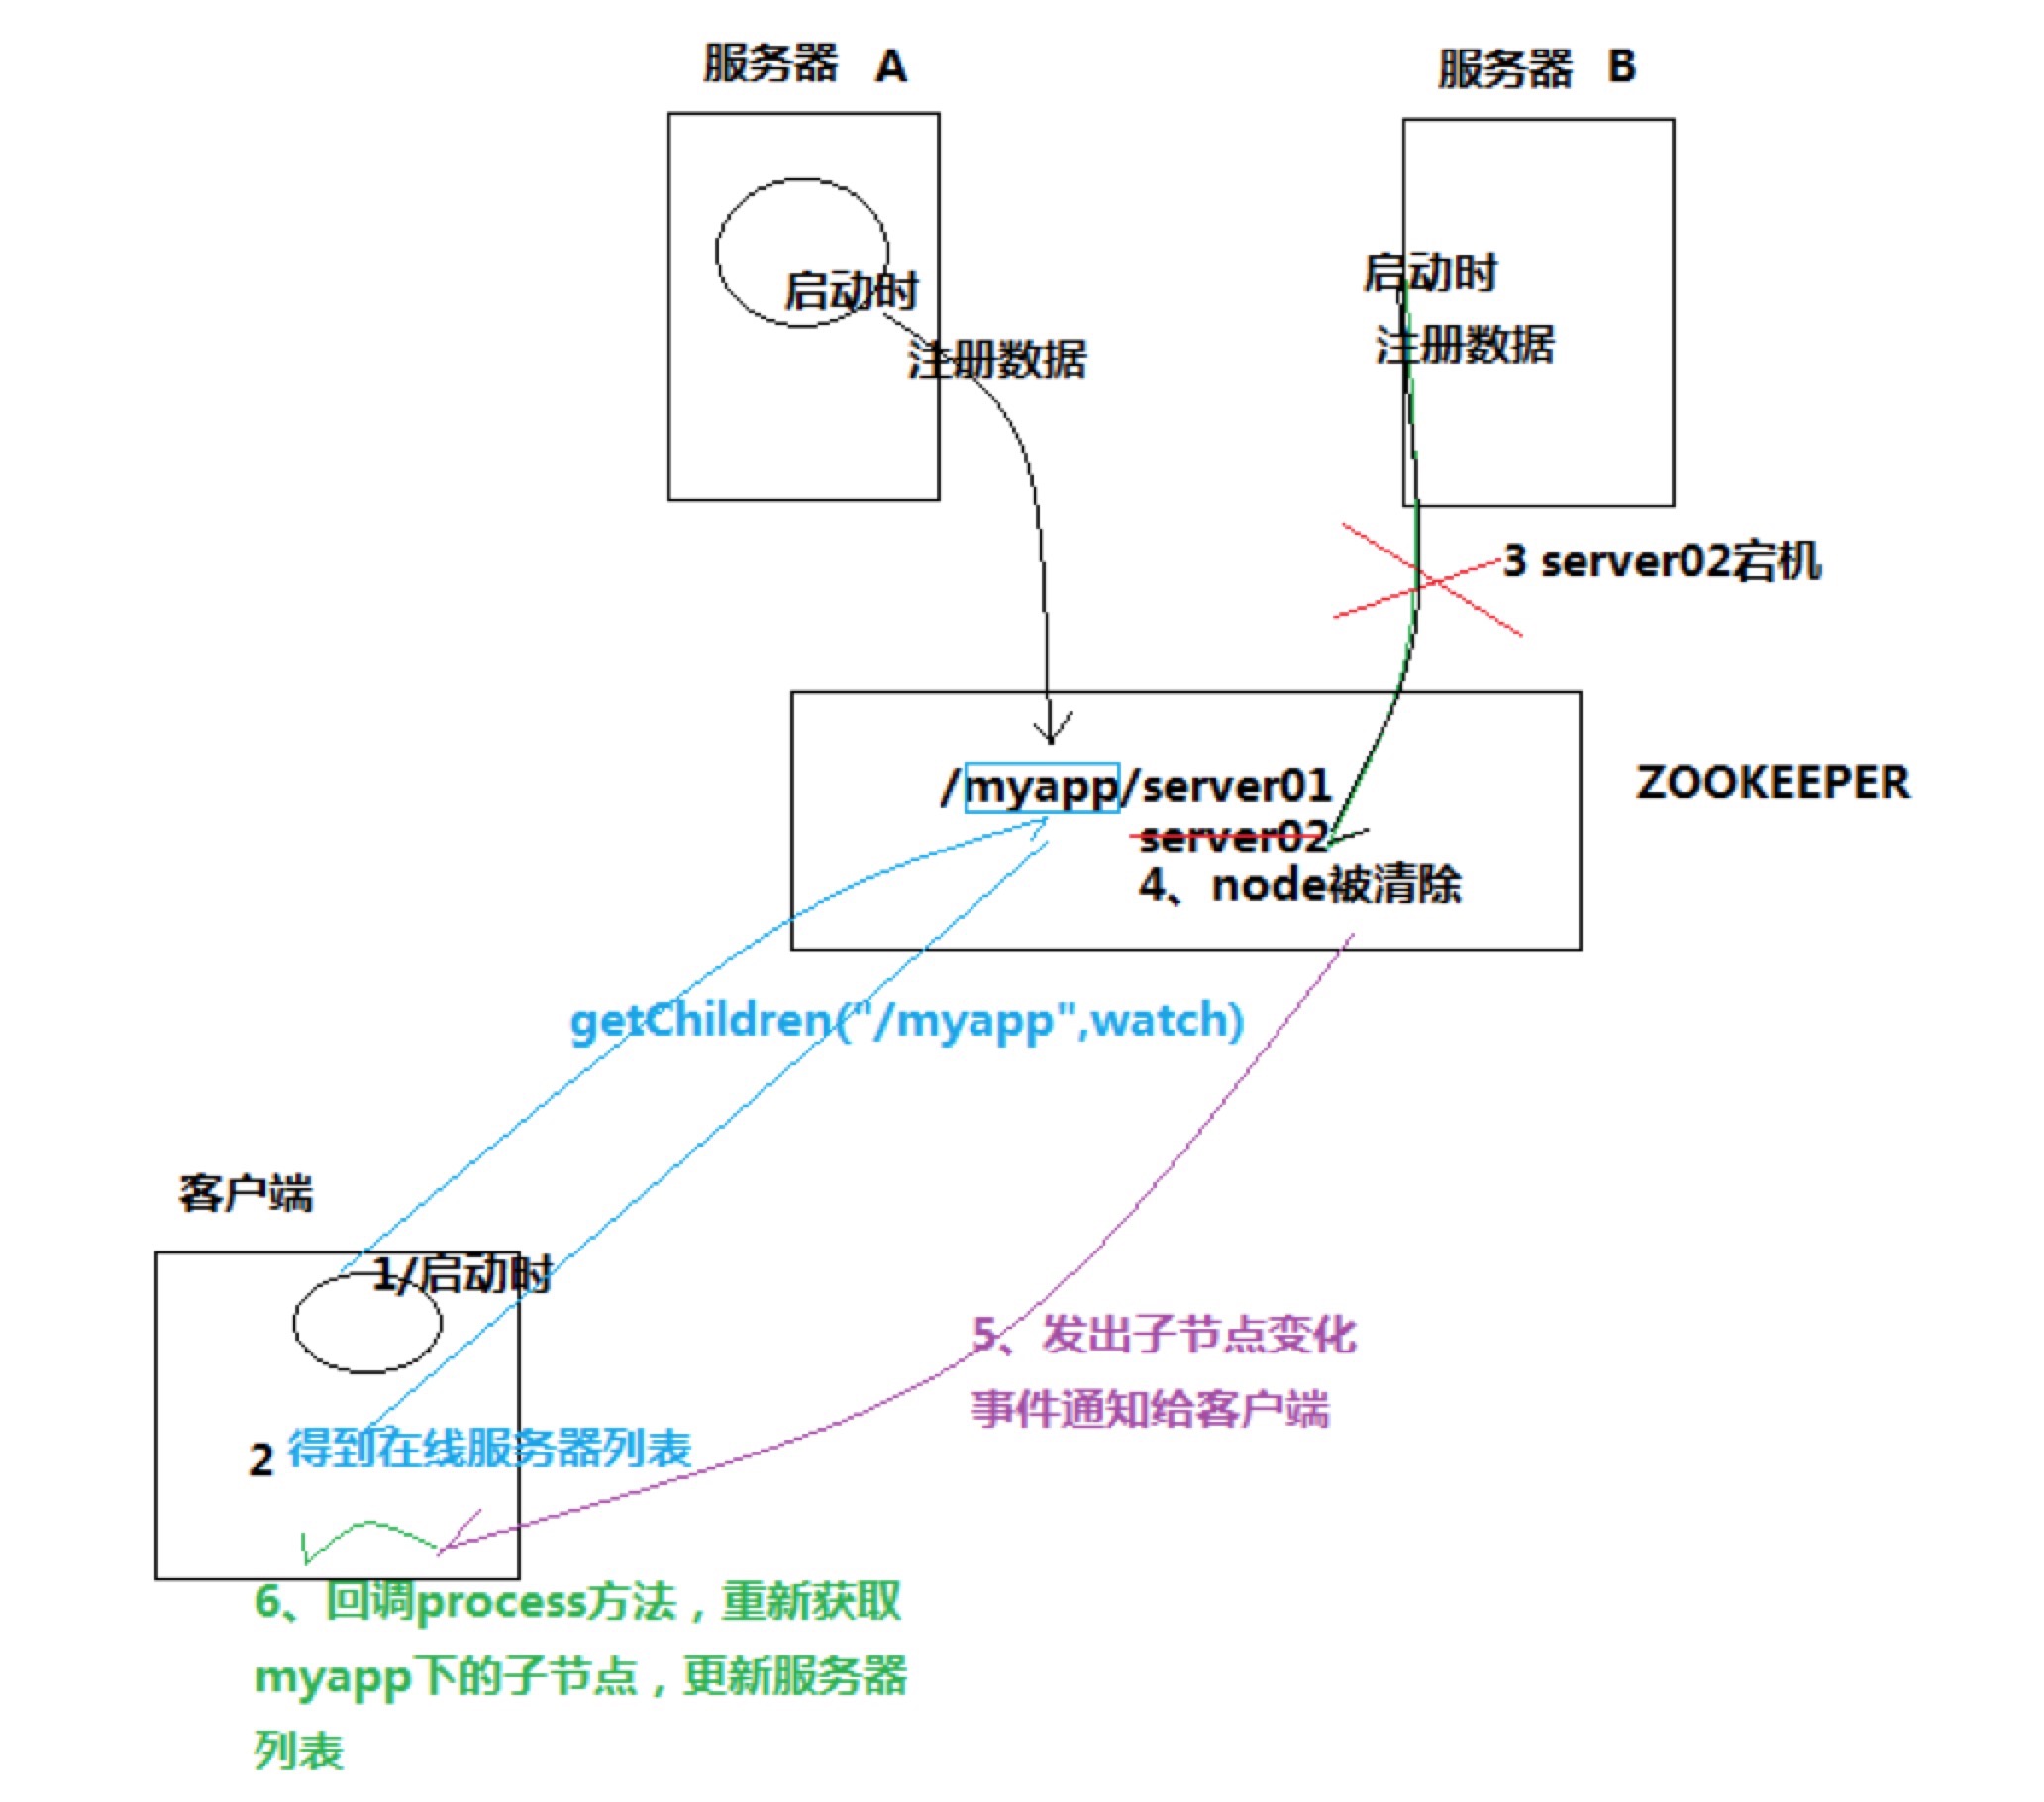 服务器 A
服务器 B
启动时
注册数据
启动时
注册数据
3 server02宕机
ZOOKEEPER
/myapp/server01
server02
4、node被清除
getChildren("/myapp",watch)
客户端
1/启动时
2 得到在线服务器列表
5、发出子节点变化
事件通知给客户端
6、回调process方法，重新获取
myapp下的子节点，更新服务器
列表